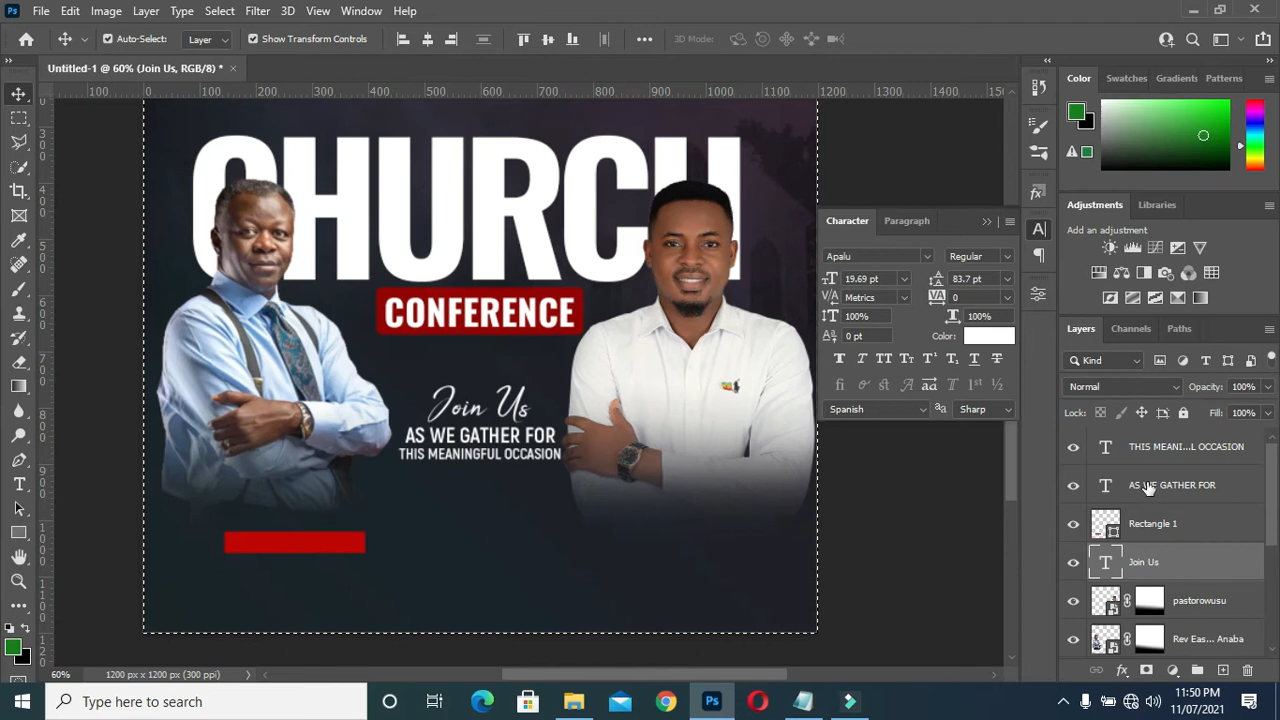 Ps File Edit Image Layer Type Select Filter 3D View Window Help
Auto-Select: Layer Show Transform Controls 3D Mode:
Untitled-1 @ 60% (Join Us, RGB/8) *
100 0 100 200 300 400 500 600 700 800 900 1000 1100 1200 1300 1400
CHURCH
CONFERENCE
Join Us
AS WE GATHER FOR
THIS MEANINGFUL OCCASION
Character Paragraph
Apalu Regular
19.69 pt 83.7 pt
Metrics 0
100% 100%
0 pt Color:
Spanish Sharp
Color Swatches Gradients Patterns
Adjustments Libraries
Add an adjustment
Layers Channels Paths
Kind
Normal Opacity: 100%
Lock: Fill: 100%
THIS MEANI...L OCCASION
AS WE GATHER FOR
Rectangle 1
Join Us
pastorowusu
Rev Eas... Anaba
60% 1200 px x 1200 px (300 ppi)
Type here to search
11:50 PM
11/07/2021